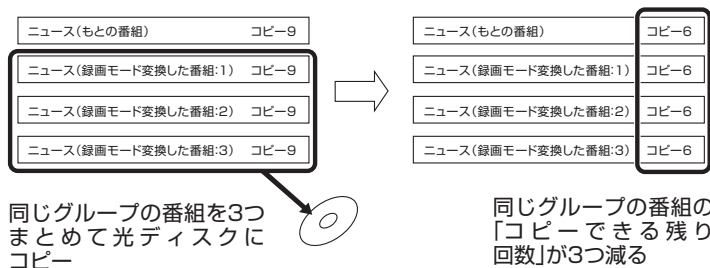 ニュース(もとの番組) コピー9
ニュース(録画モード変換した番組:1) コピー9
ニュース(録画モード変換した番組:2) コピー9
ニュース(録画モード変換した番組:3) コピー9
同じグループの番組を3つ
まとめて光ディスクに
コピー
ニュース(もとの番組) コピー6
ニュース(録画モード変換した番組:1) コピー6
ニュース(録画モード変換した番組:2) コピー6
ニュース(録画モード変換した番組:3) コピー6
同じグループの番組の
「コピーできる残り
回数」が3つ減る